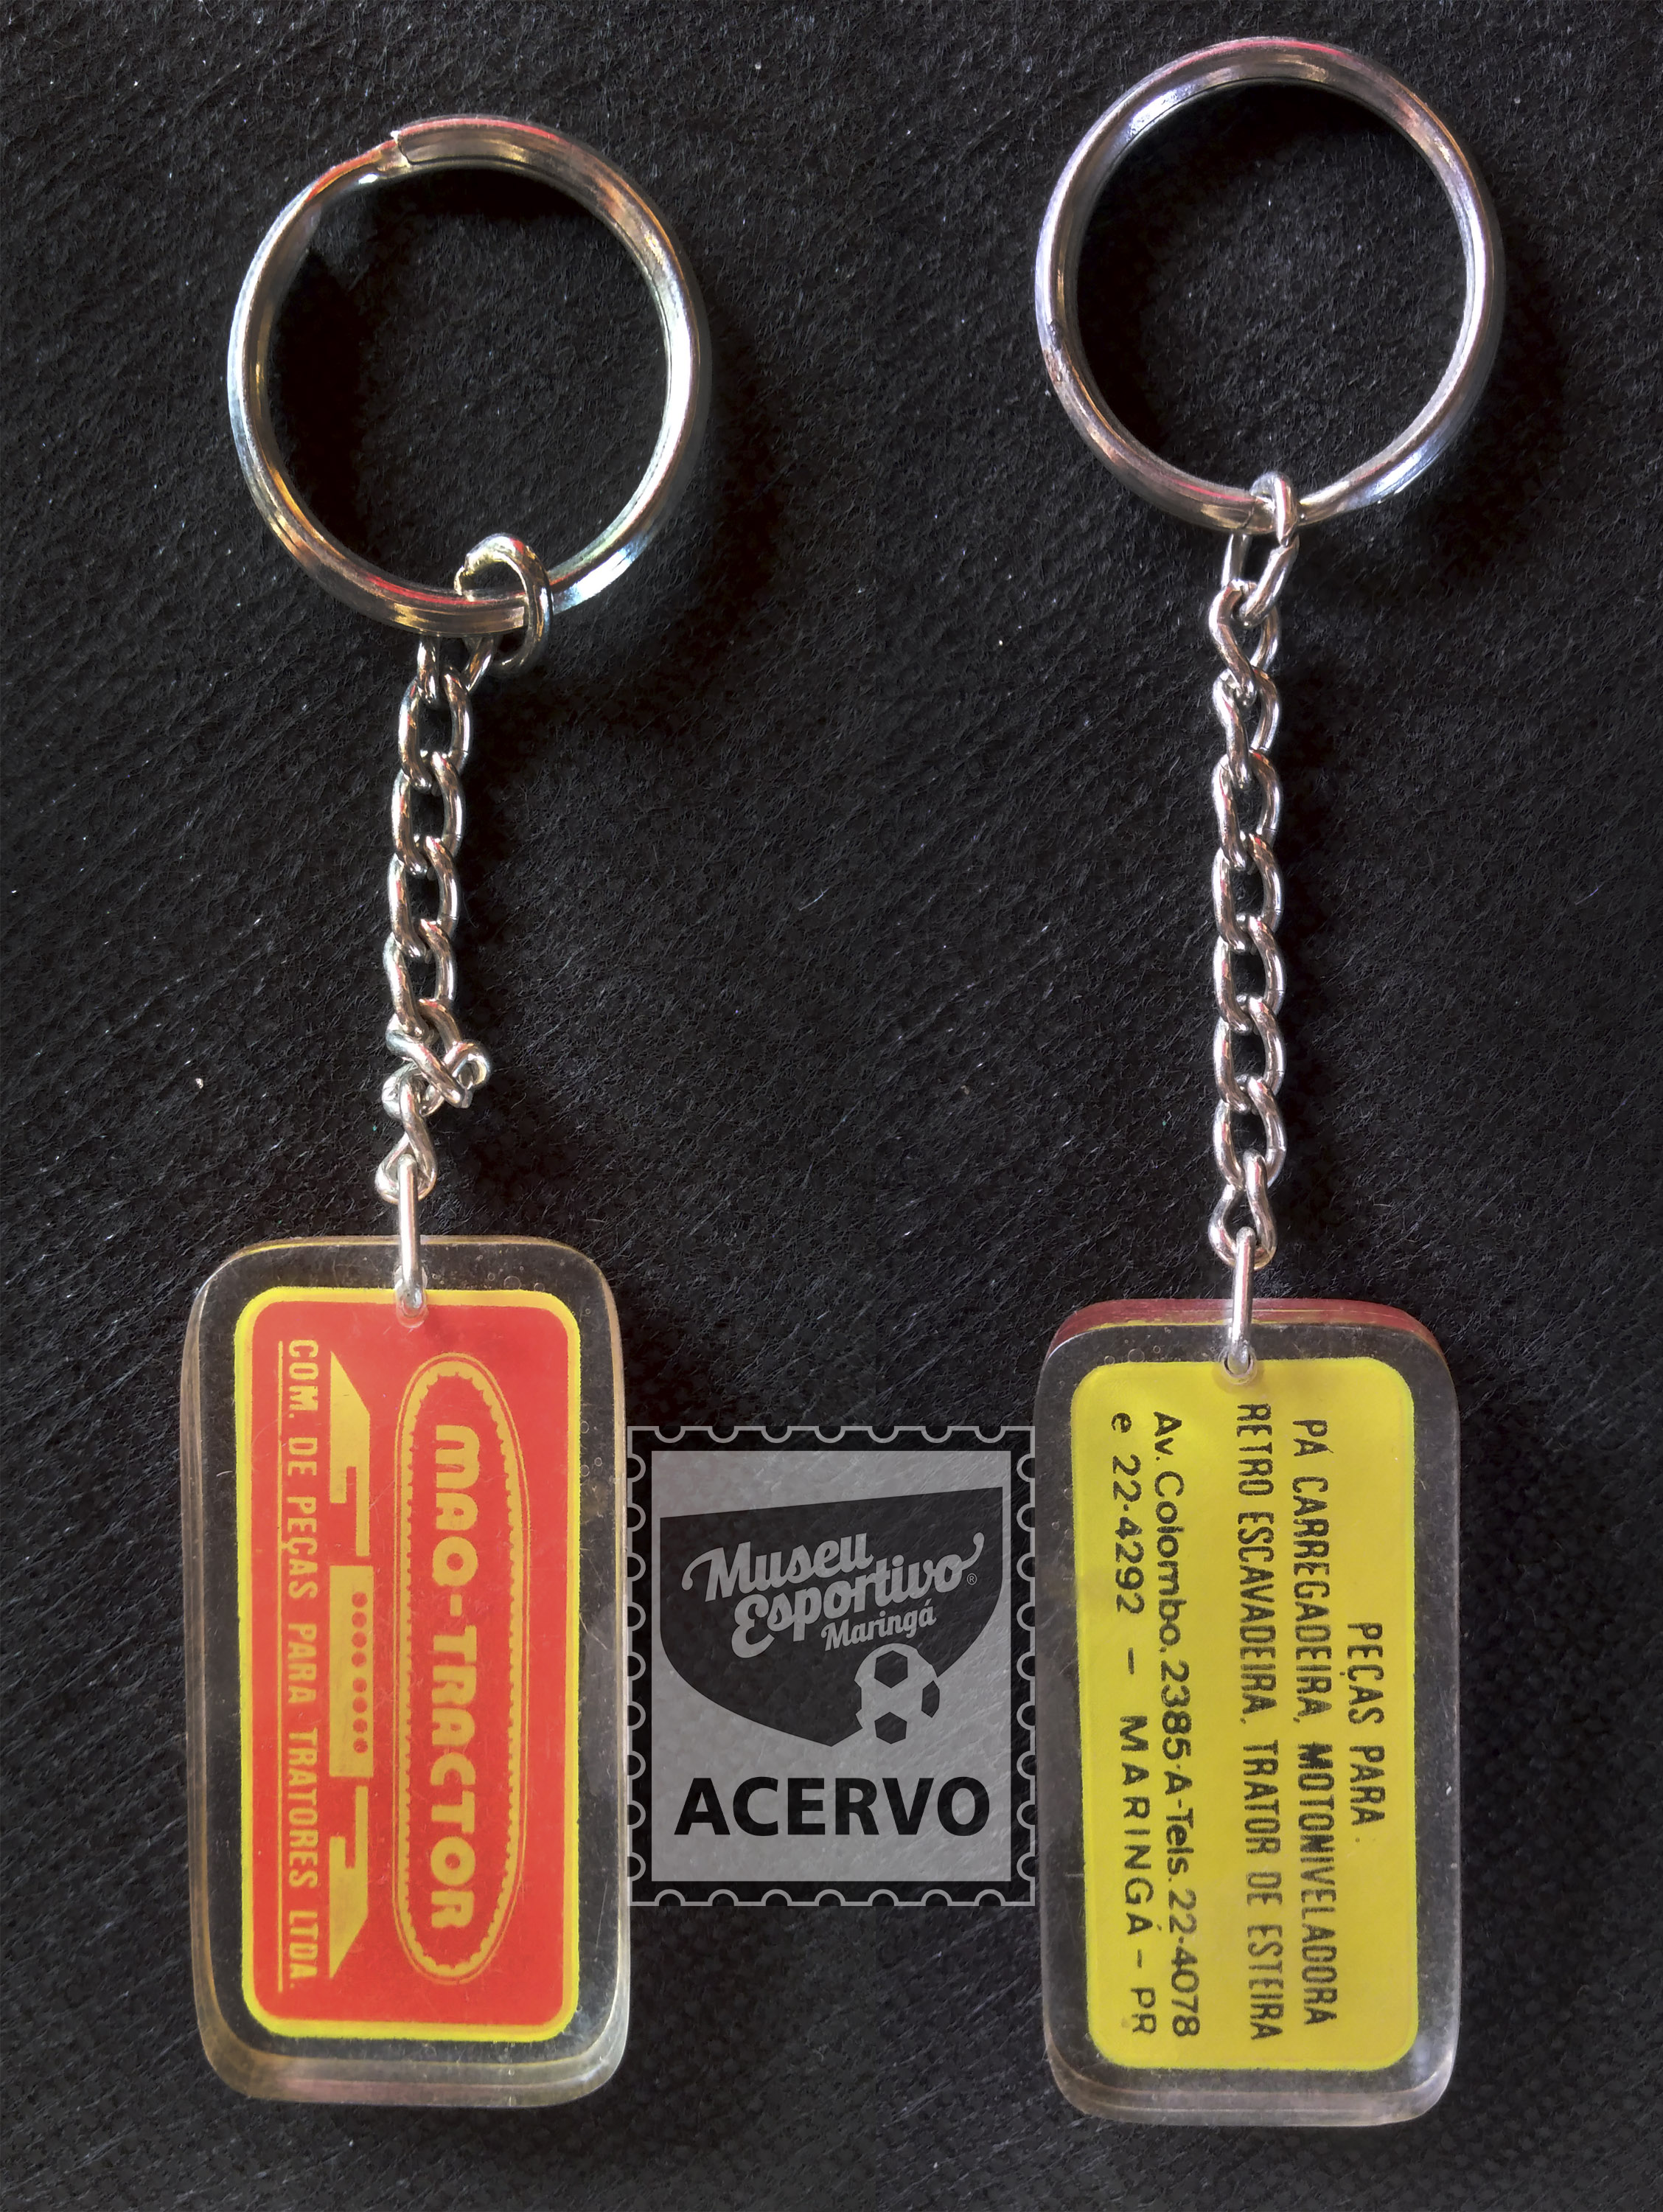 MAQ-TRACTOR
COM. DE PEÇAS PARA TRATORES LTDA.
Museu
Esportivo®
Maringá
ACERVO
PEÇAS PARA
PÁ CARREGADEIRA, MOTONIVELADORA
RETRO ESCAVADEIRA, TRATOR DE ESTEIRA
Av. Colombo, 2385-A-Tels. 22-4078
e 22-4292 - MARINGÁ - PR